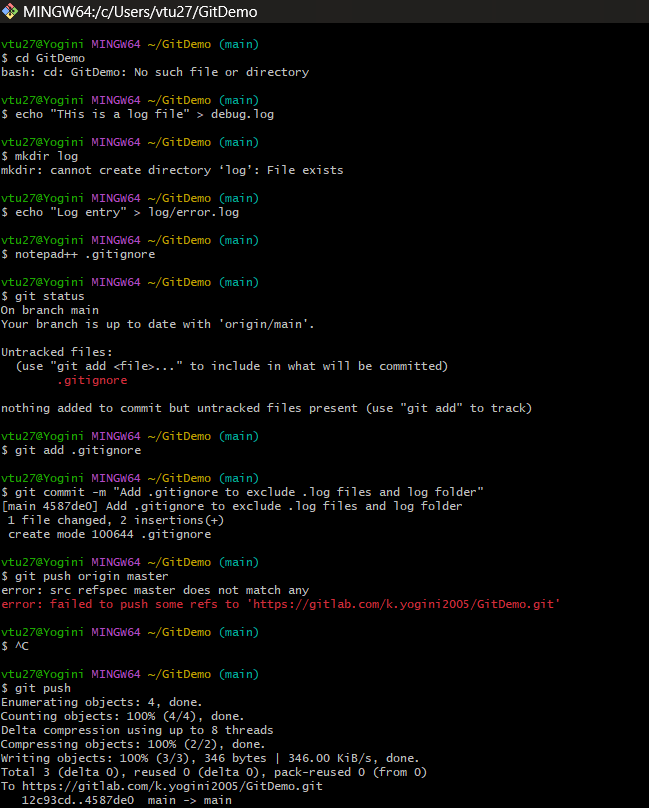 MINGW64:/c/Users/vtu27/GitDemo
vtu27@Yogini MINGW64 ~/GitDemo (main)
$ cd GitDemo
bash: cd: GitDemo: No such file or directory
vtu27@Yogini MINGW64 ~/GitDemo (main)
$ echo "THis is a log file" > debug.log
vtu27@Yogini MINGW64 ~/GitDemo (main)
$ mkdir log
mkdir: cannot create directory ‘log’: File exists
vtu27@Yogini MINGW64 ~/GitDemo (main)
$ echo "Log entry" > log/error.log
vtu27@Yogini MINGW64 ~/GitDemo (main)
$ notepad++ .gitignore
vtu27@Yogini MINGW64 ~/GitDemo (main)
$ git status
On branch main
Your branch is up to date with 'origin/main'.
Untracked files:
(use "git add <file>..." to include in what will be committed)
.gitignore
nothing added to commit but untracked files present (use "git add" to track)
vtu27@Yogini MINGW64 ~/GitDemo (main)
$ git add .gitignore
vtu27@Yogini MINGW64 ~/GitDemo (main)
$ git commit -m "Add .gitignore to exclude .log files and log folder"
[main 4587de0] Add .gitignore to exclude .log files and log folder
1 file changed, 2 insertions(+)
create mode 100644 .gitignore
vtu27@Yogini MINGW64 ~/GitDemo (main)
$ git push origin master
error: src refspec master does not match any
error: failed to push some refs to 'https://gitlab.com/k.yogini2005/GitDemo.git'
vtu27@Yogini MINGW64 ~/GitDemo (main)
$ ^C
vtu27@Yogini MINGW64 ~/GitDemo (main)
$ git push
Enumerating objects: 4, done.
Counting objects: 100% (4/4), done.
Delta compression using up to 8 threads
Compressing objects: 100% (2/2), done.
Writing objects: 100% (3/3), 346 bytes | 346.00 KiB/s, done.
Total 3 (delta 0), reused 0 (delta 0), pack-reused 0 (from 0)
To https://gitlab.com/k.yogini2005/GitDemo.git
12c93cd..4587de0  main -> main